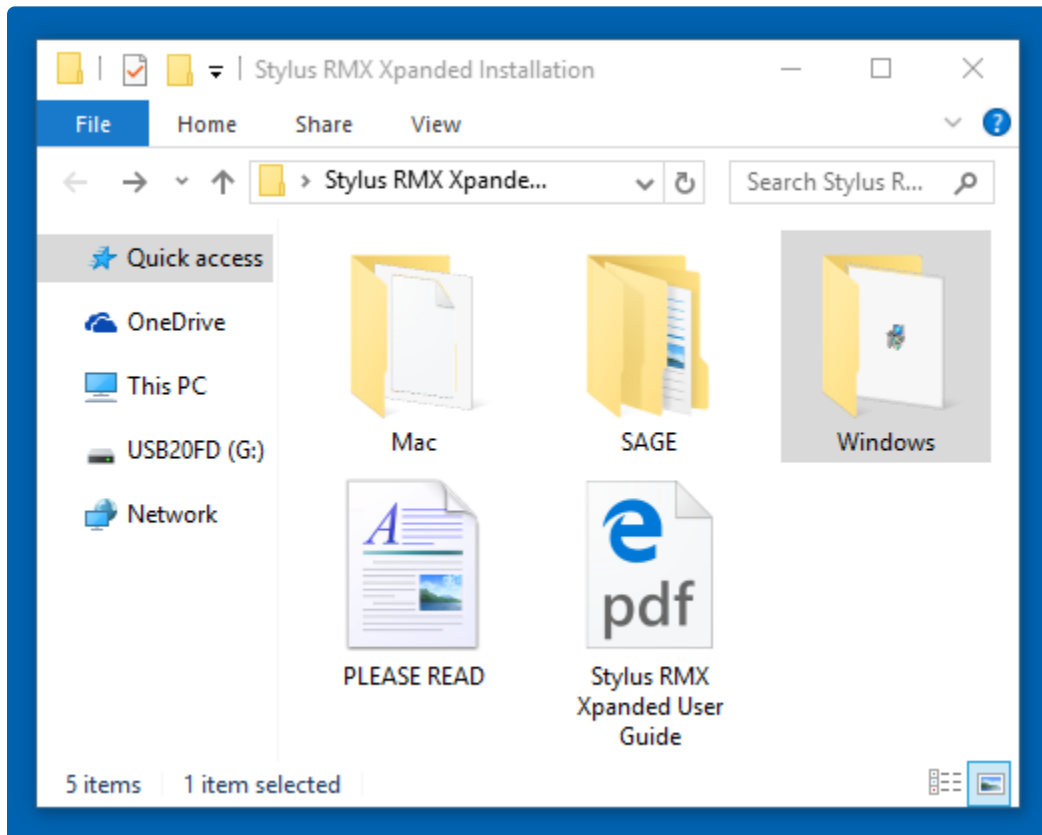 Stylus RMX Xpanded Installation
File Home Share View
?
> Stylus RMX Xpande...
Search Stylus R...
Quick access
OneDrive
This PC
USB20FD (G:)
Network
Mac
SAGE
Windows
A
PLEASE READ
e
pdf
Stylus RMX
Xpanded User
Guide
5 items 1 item selected